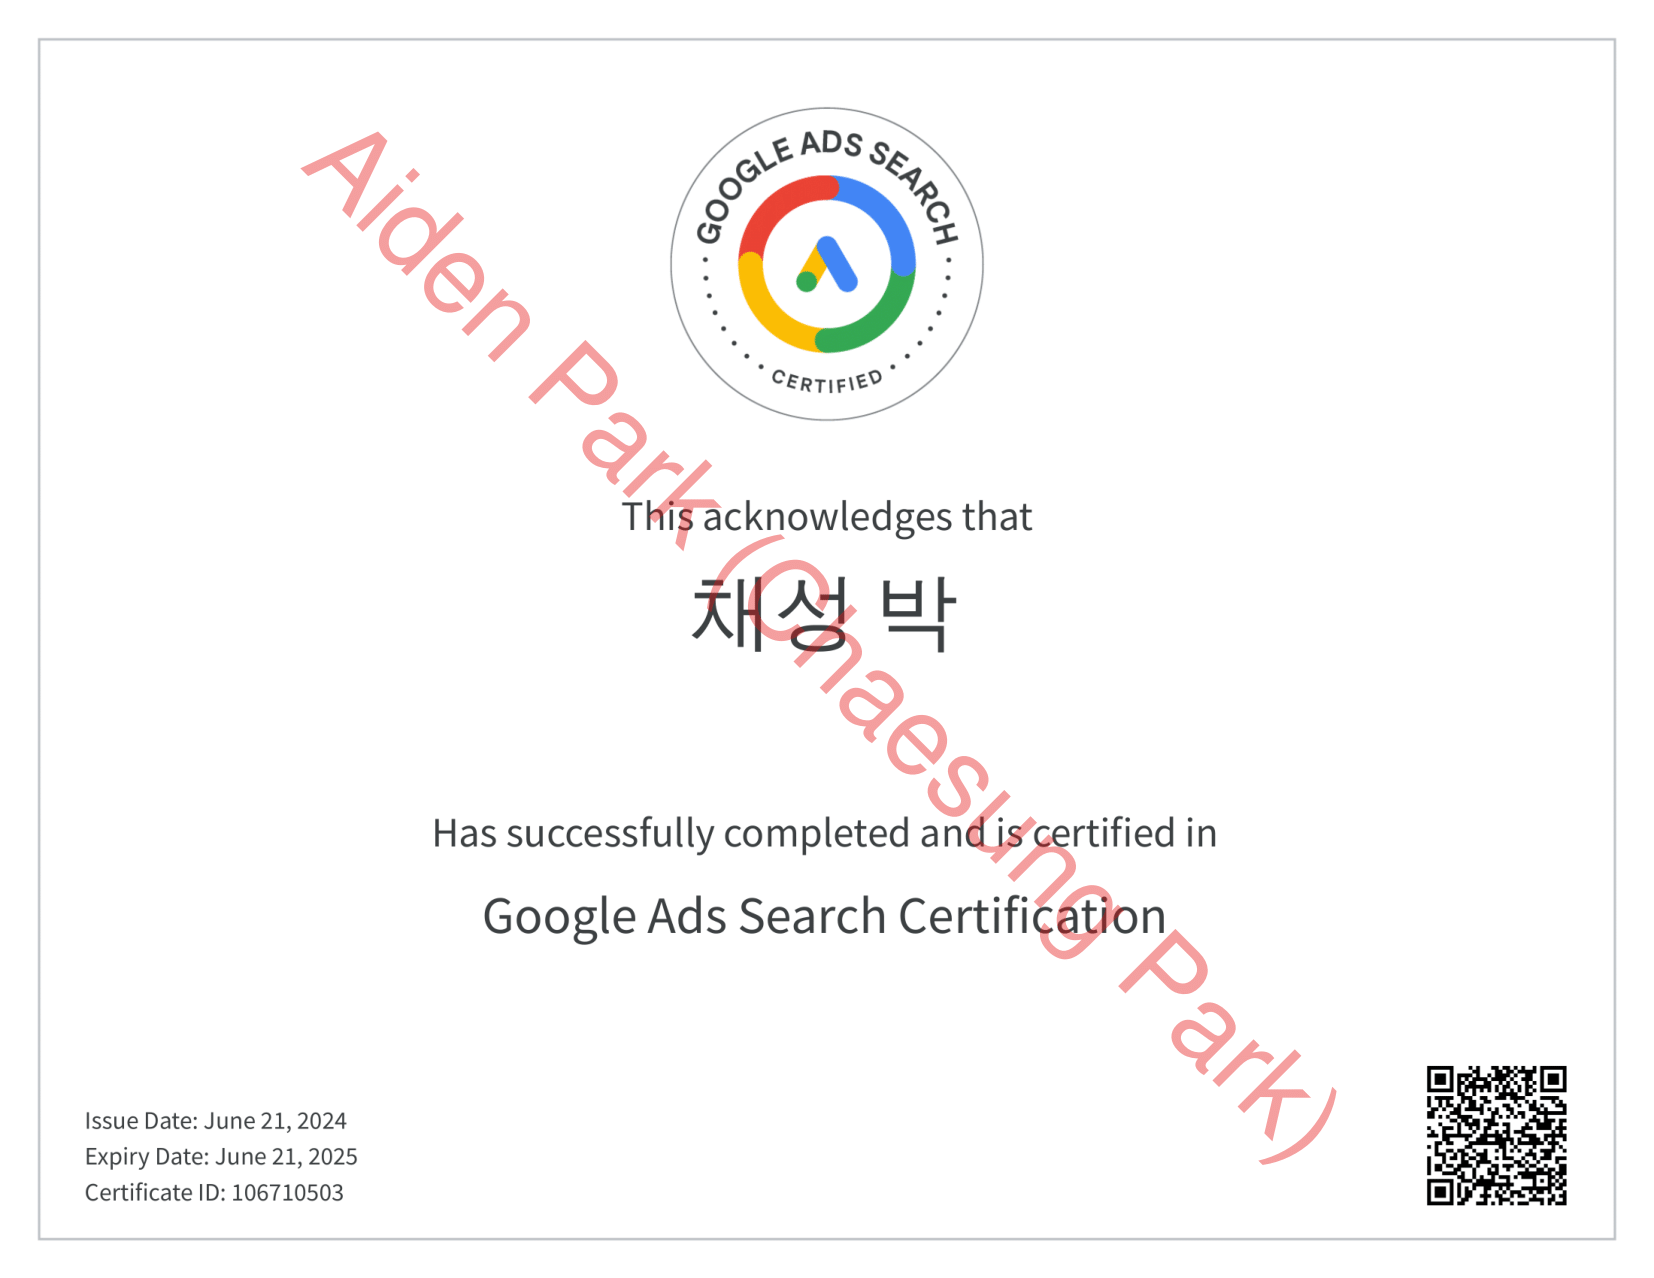 GOOGLE ADS SEARCH
CERTIFIED
Aiden Park (Chaesung Park)
This acknowledges that
채성 박
Has successfully completed and is certified in
Google Ads Search Certification
Issue Date: June 21, 2024
Expiry Date: June 21, 2025
Certificate ID: 106710503